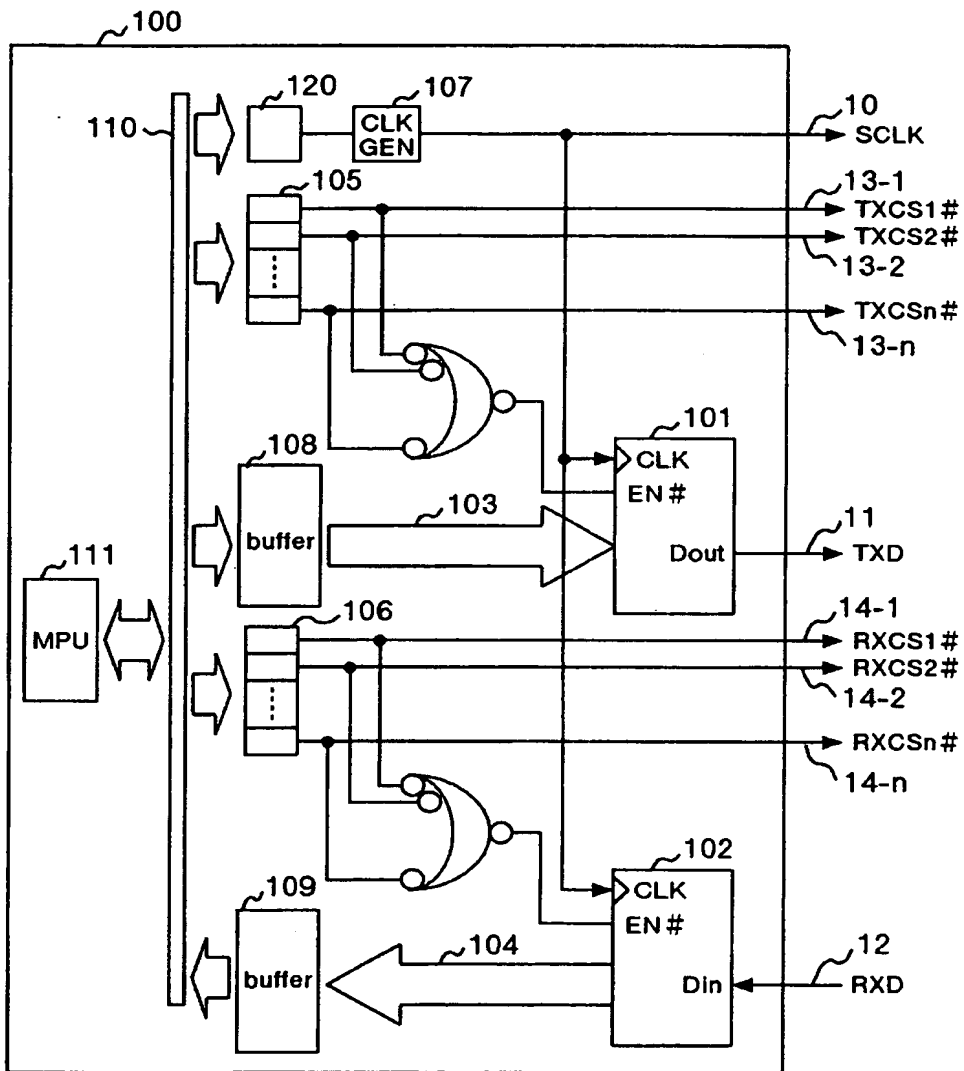 100
110
120
107
CLK
GEN
10
SCLK
105
13-1
TXCS1#
TXCS2#
13-2
TXCSn#
13-n
101
CLK
EN#
Dout
108
buffer
103
11
TXD
111
MPU
106
14-1
RXCS1#
RXCS2#
14-2
RXCSn#
14-n
102
CLK
EN#
Din
109
buffer
104
12
RXD